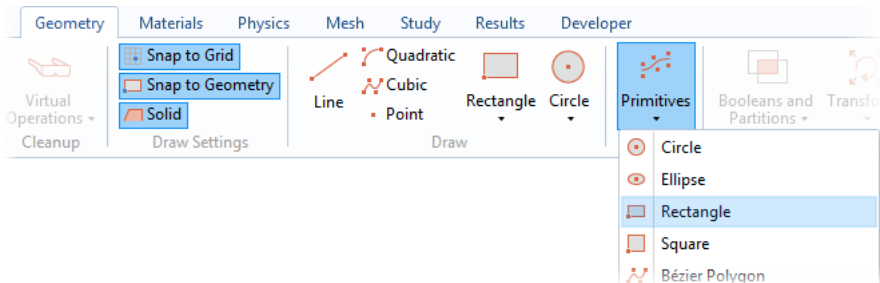 Geometry Materials Physics Mesh Study Results Developer
Snap to Grid
Snap to Geometry
Solid
Virtual
Operations
Cleanup
Draw Settings
Line
Quadratic
Cubic
Point
Rectangle
Circle
Draw
Primitives
Booleans and
Partitions
Transfo
Circle
Ellipse
Rectangle
Square
Bézier Polygon